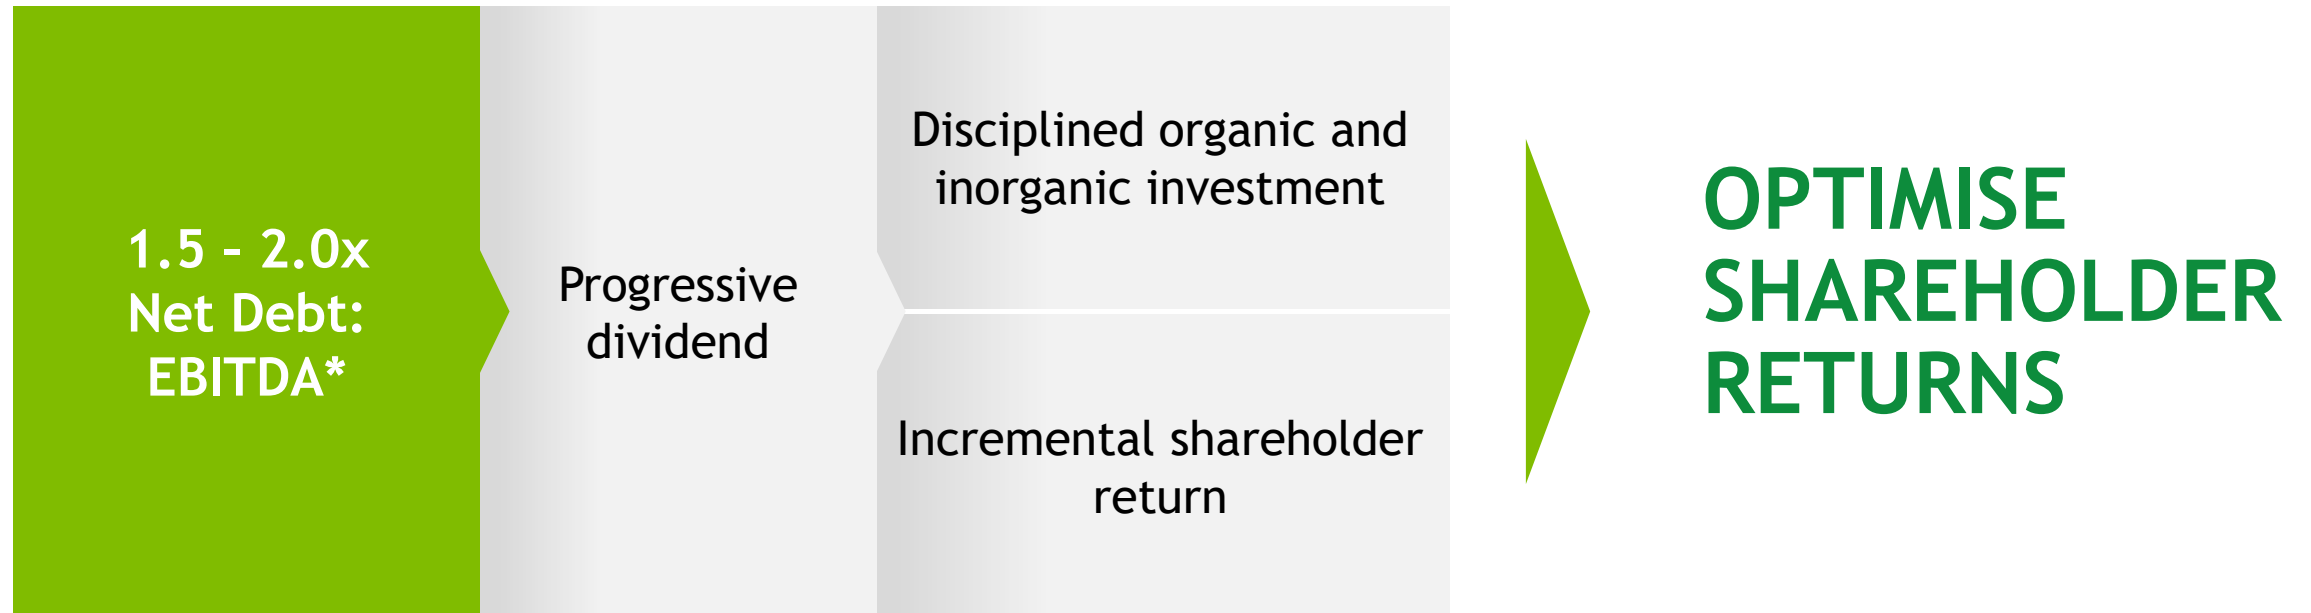 1.5 – 2.0x
Net Debt:
EBITDA*
Progressive
dividend
Disciplined organic and
inorganic investment
Incremental shareholder
return
OPTIMISE
SHAREHOLDER
RETURNS